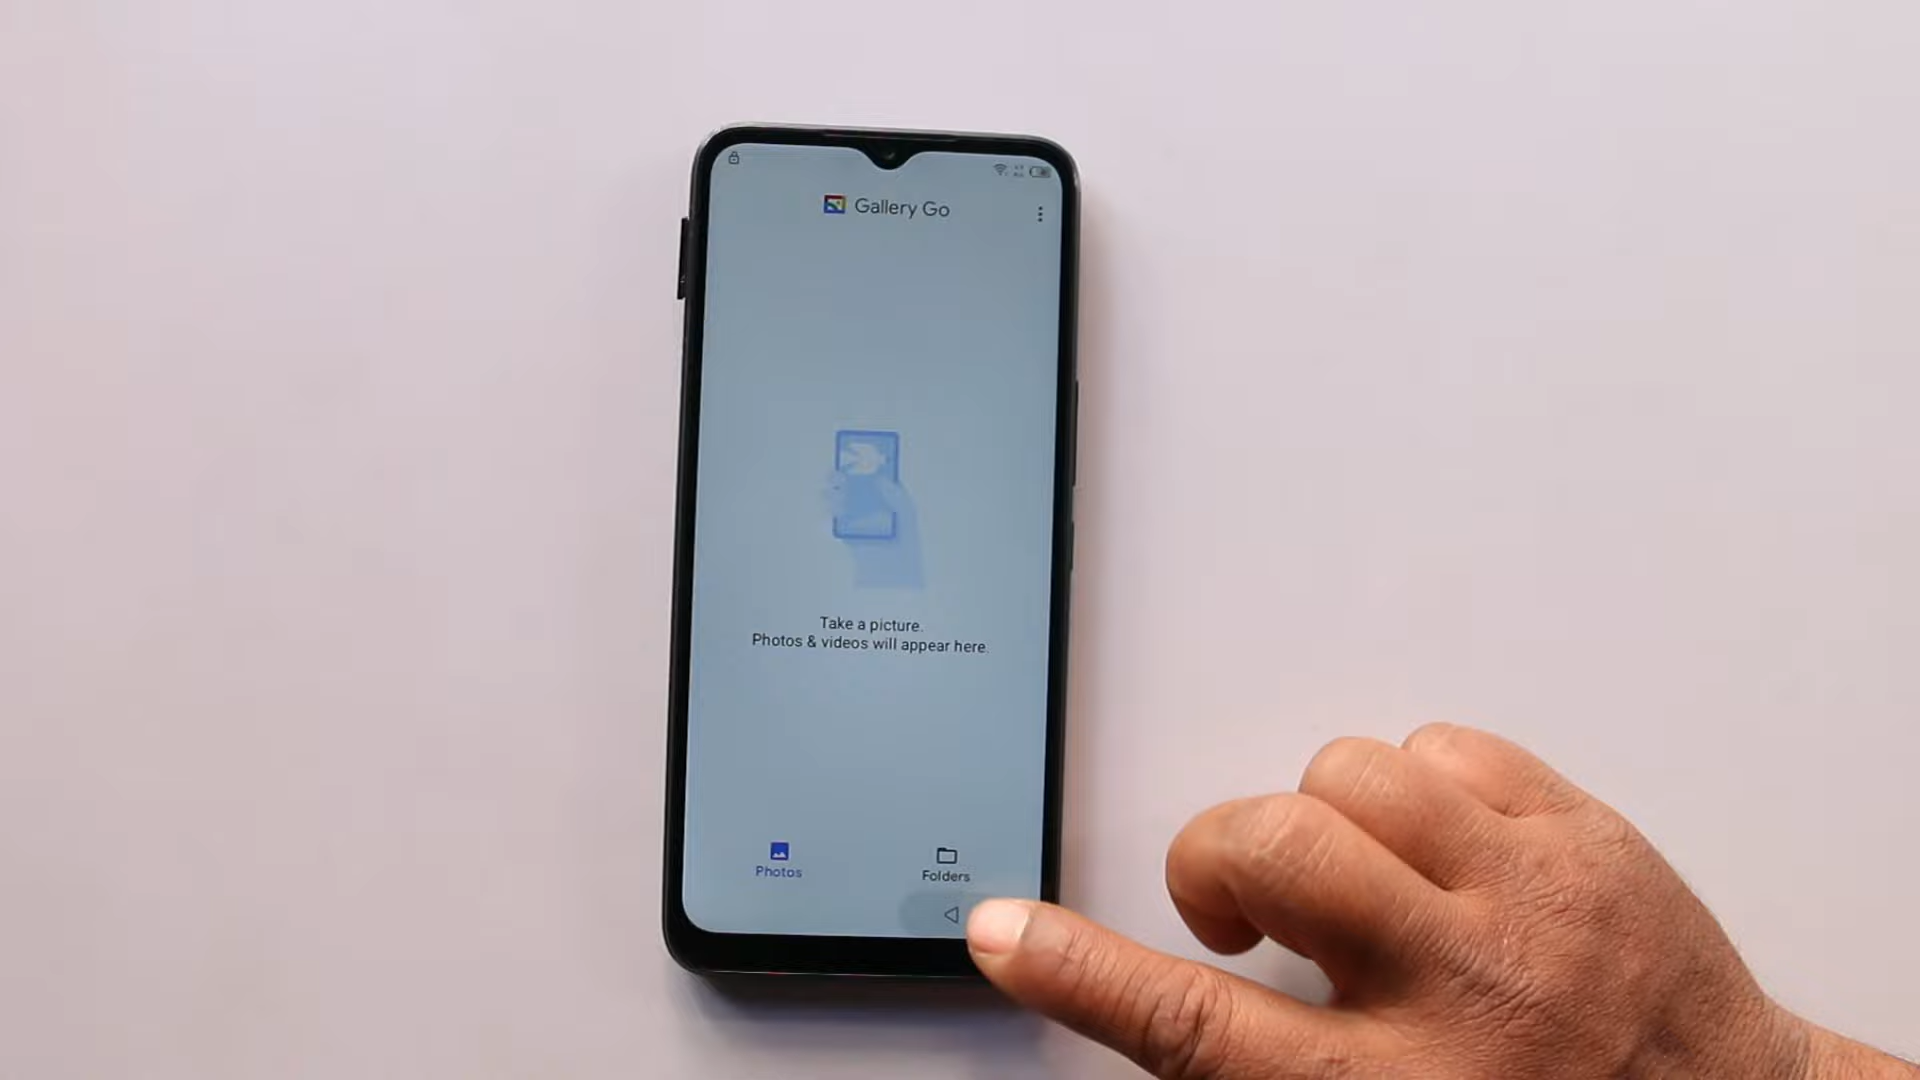 Gallery Go
Take a picture.
Photos & videos will appear here.
Photos
Folders